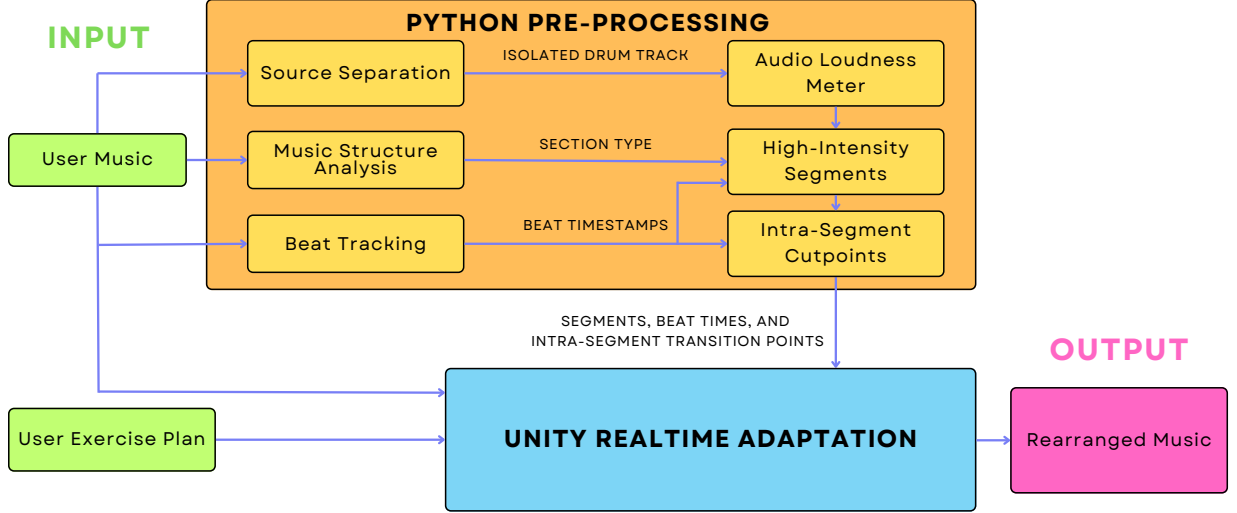 INPUT
PYTHON PRE-PROCESSING
Source Separation
ISOLATED DRUM TRACK
Audio Loudness
Meter
User Music
Music Structure
Analysis
SECTION TYPE
High-Intensity
Segments
Beat Tracking
BEAT TIMESTAMPS
Intra-Segment
Cutpoints
SEGMENTS, BEAT TIMES, AND
INTRA-SEGMENT TRANSITION POINTS
OUTPUT
User Exercise Plan
UNITY REALTIME ADAPTATION
Rearranged Music